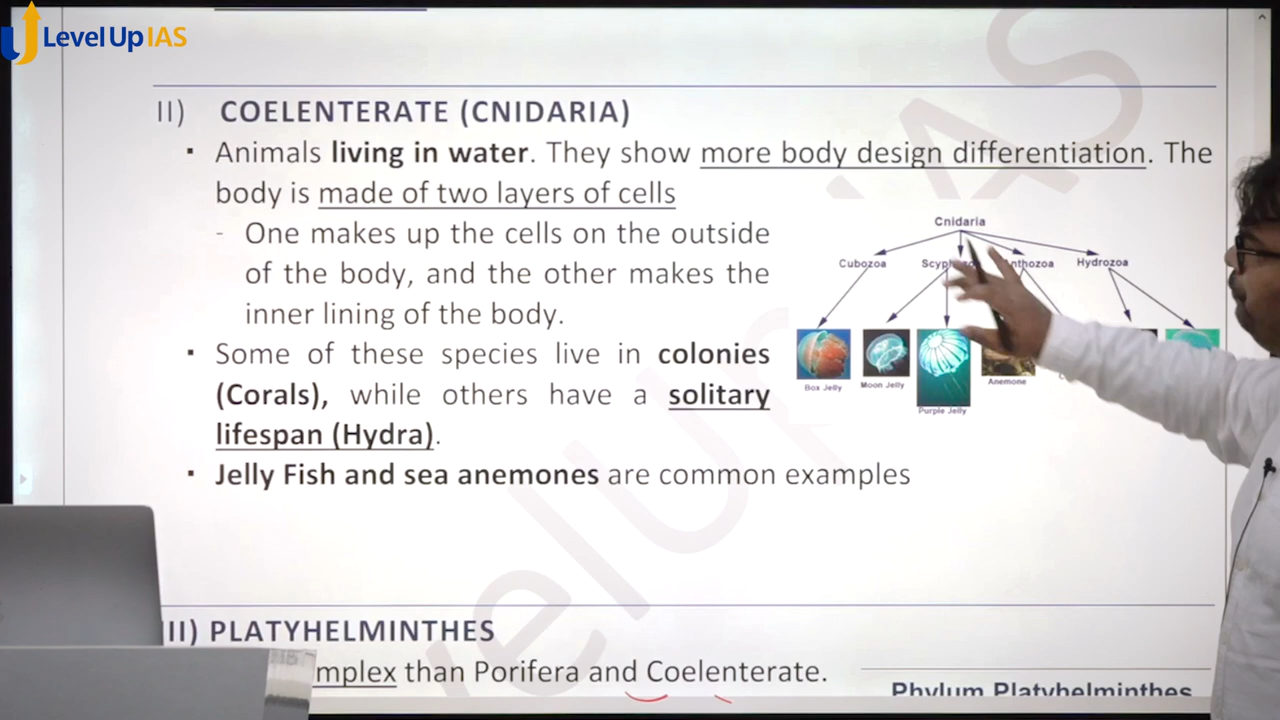 Level Up IAS
II) COELENTERATE (CNIDARIA)
▪ Animals living in water. They show more body design differentiation. The
body is made of two layers of cells
- One makes up the cells on the outside
of the body, and the other makes the
inner lining of the body.
▪ Some of these species live in colonies
(Corals), while others have a solitary
lifespan (Hydra).
▪ Jelly Fish and sea anemones are common examples
Cnidaria
Cubozoa
Hydrozoa
Box Jelly
Moon Jelly
Purple Jelly
Anemone
II) PLATYHELMINTHES
mplex than Porifera and Coelenterate.
Phylum Platyhelminthes